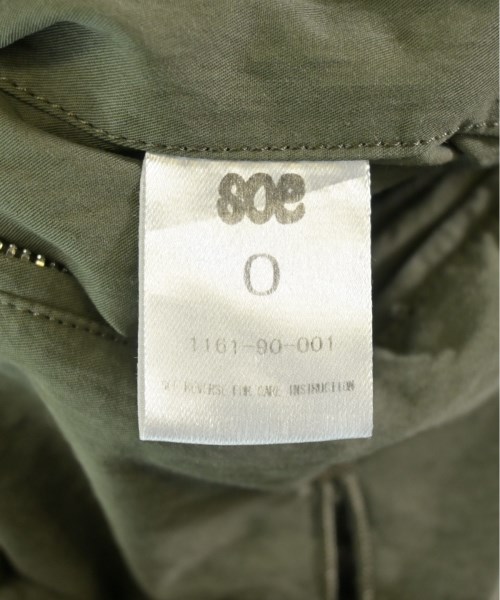 soe
0
1161-90-001
SEE REVERSE FOR CARE INSTRUCTION